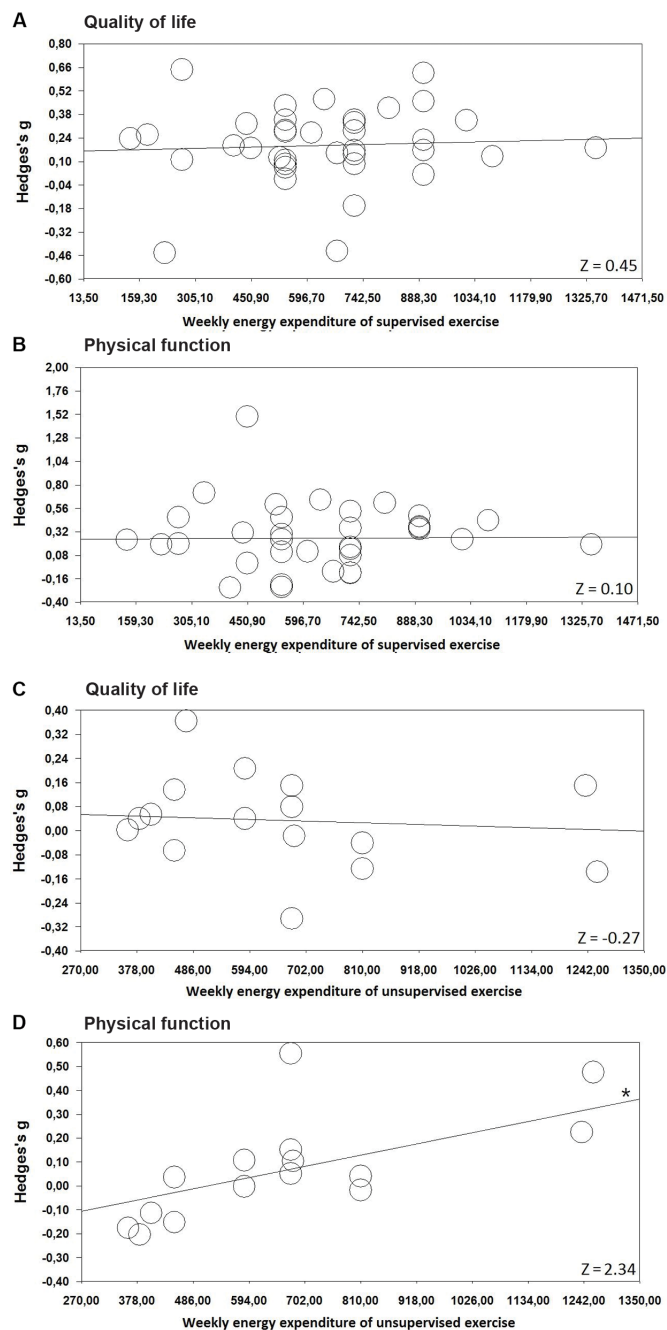 A Quality of life
0,80
0,66
0,52
0,38
0,24
0,10
-0,04
-0,18
-0,32
-0,46
-0,60
Hedges's g
Z = 0.45
13,50 159,30 305,10 450,90 596,70 742,50 888,30 1034,10 1179,90 1325,70 1471,50
Weekly energy expenditure of supervised exercise
B Physical function
2,00
1,76
1,52
1,28
1,04
0,80
0,56
0,32
0,08
-0,16
-0,40
Hedges's g
Z = 0.10
13,50 159,30 305,10 450,90 596,70 742,50 888,30 1034,10 1179,90 1325,70 1471,50
Weekly energy expenditure of supervised exercise
C Quality of life
0,40
0,32
0,24
0,16
0,08
0,00
-0,08
-0,16
-0,24
-0,32
-0,40
Hedges's g
Z = -0.27
270,00 378,00 486,00 594,00 702,00 810,00 918,00 1026,00 1134,00 1242,00 1350,00
Weekly energy expenditure of unsupervised exercise
D Physical function
0,60
0,50
0,40
0,30
0,20
0,10
0,00
-0,10
-0,20
-0,30
-0,40
Hedges's g
*
Z = 2.34
270,00 378,00 486,00 594,00 702,00 810,00 918,00 1026,00 1134,00 1242,00 1350,00
Weekly energy expenditure of unsupervised exercise